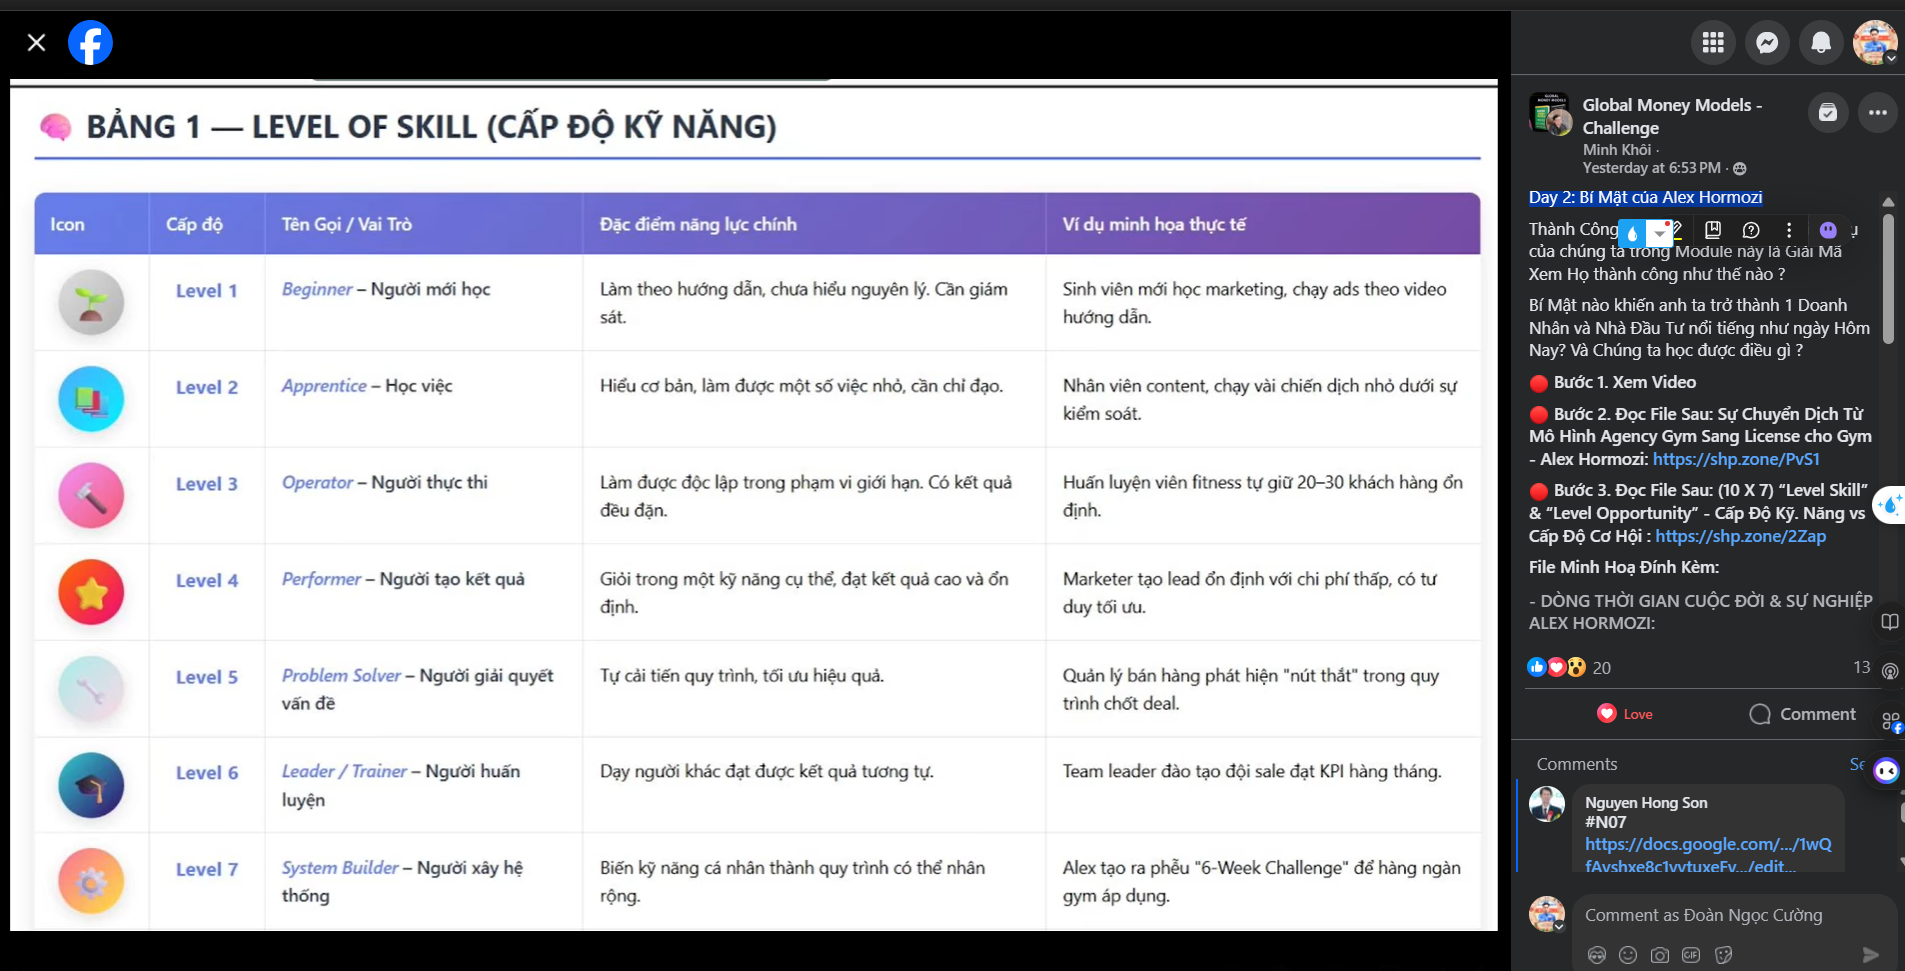 BẢNG 1 — LEVEL OF SKILL (CẤP ĐỘ KỸ NĂNG)
Icon
Cấp độ
Tên Gọi / Vai Trò
Đặc điểm năng lực chính
Ví dụ minh họa thực tế
Level 1
Beginner – Người mới học
Làm theo hướng dẫn, chưa hiểu nguyên lý. Cần giám
sát.
Sinh viên mới học marketing, chạy ads theo video
hướng dẫn.
Level 2
Apprentice – Học việc
Hiểu cơ bản, làm được một số việc nhỏ, cần chỉ đạo.
Nhân viên content, chạy vài chiến dịch nhỏ dưới sự
kiểm soát.
Level 3
Operator – Người thực thi
Làm được độc lập trong phạm vi giới hạn. Có kết quả
đều đặn.
Huấn luyện viên fitness tự giữ 20–30 khách hàng ổn
định.
Level 4
Performer – Người tạo kết quả
Giỏi trong một kỹ năng cụ thể, đạt kết quả cao và ổn
định.
Marketer tạo lead ổn định với chi phí thấp, có tư
duy tối ưu.
Level 5
Problem Solver – Người giải quyết
vấn đề
Tự cải tiến quy trình, tối ưu hiệu quả.
Quản lý bán hàng phát hiện "nút thắt" trong quy
trình chốt deal.
Level 6
Leader / Trainer – Người huấn
luyện
Dạy người khác đạt được kết quả tương tự.
Team leader đào tạo đội sale đạt KPI hàng tháng.
Level 7
System Builder – Người xây hệ
thống
Biến kỹ năng cá nhân thành quy trình có thể nhân
rộng.
Alex tạo ra phễu "6-Week Challenge" để hàng ngàn
gym áp dụng.
Global Money Models -
Challenge
Minh Khôi ·
Yesterday at 6:53 PM ·
Day 2: Bí Mật của Alex Hormozi
Thành Công
của chúng ta trong Module này là Giải Mã
Xem Họ thành công như thế nào ?
Bí Mật nào khiến anh ta trở thành 1 Doanh
Nhân và Nhà Đầu Tư nổi tiếng như ngày Hôm
Nay? Và Chúng ta học được điều gì ?
Bước 1. Xem Video
Bước 2. Đọc File Sau: Sự Chuyển Dịch Từ
Mô Hình Agency Gym Sang License cho Gym
- Alex Hormozi: https://shp.zone/PvS1
Bước 3. Đọc File Sau: (10 X 7) “Level Skill”
& “Level Opportunity” - Cấp Độ Kỹ. Năng vs
Cấp Độ Cơ Hội : https://shp.zone/2Zap
File Minh Hoạ Đính Kèm:
- DÒNG THỜI GIAN CUỘC ĐỜI & SỰ NGHIỆP
ALEX HORMOZI:
20
13
Love
Comment
Comments
Se
Nguyen Hong Son
#N07
https://docs.google.com/.../1wQ
Comment as Đoàn Ngọc Cường
GIF